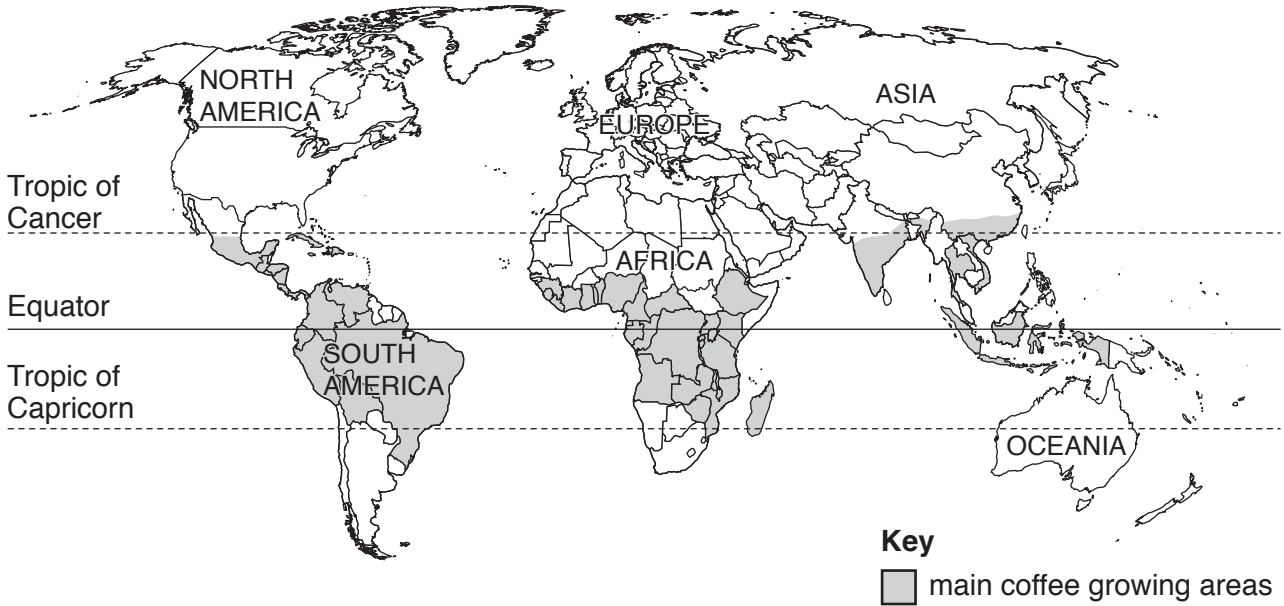 NORTH
AMERICA
EUROPE
ASIA
Tropic of
Cancer
AFRICA
Equator
SOUTH
AMERICA
Tropic of
Capricorn
OCEANIA
Key
main coffee growing areas